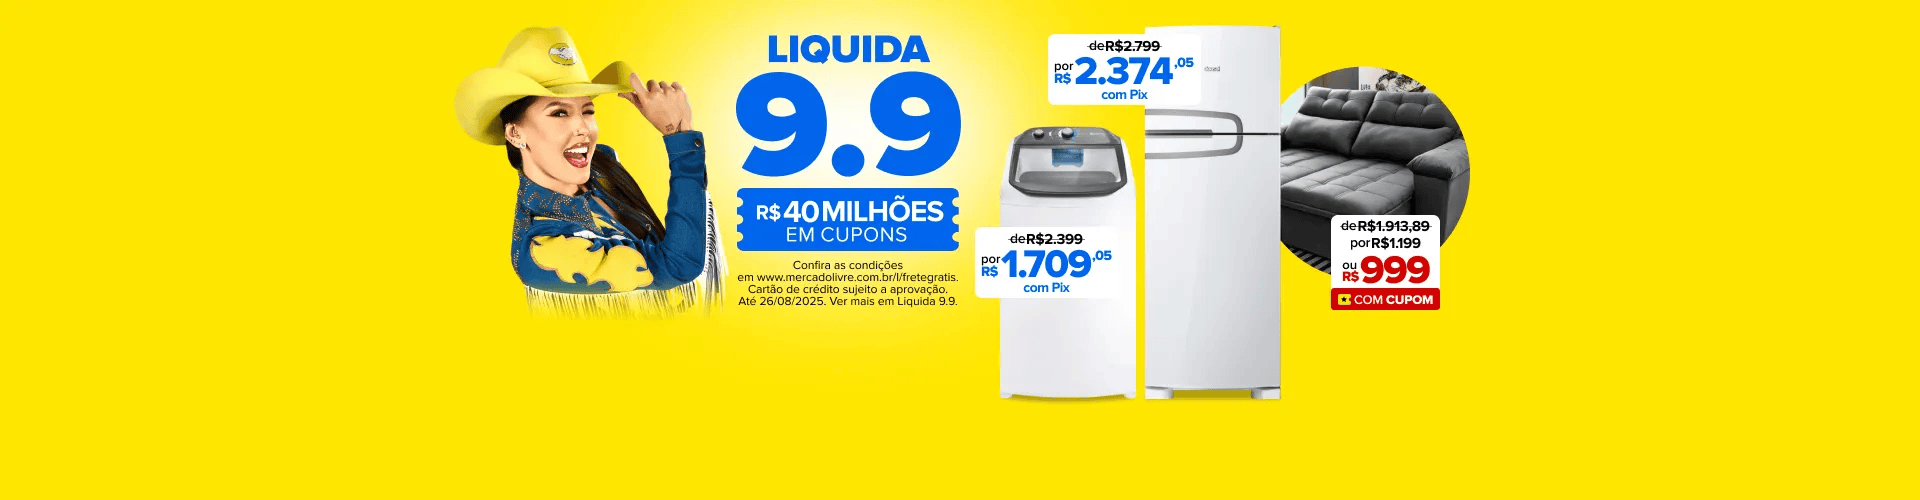 LIQUIDA
9.9
R$ 40 MILHÕES
EM CUPONS
Confira as condições
em www.mercadolivre.com.br/l/fretegratis.
Cartão de crédito sujeito a aprovação.
Até 26/08/2025. Ver mais em Liquida 9.9.
de R$2.399
por R$ 1.709,05
com Pix
de R$2.799
por R$ 2.374,05
com Pix
de R$1.913,89
por R$1.199
ou R$ 999
COM CUPOM